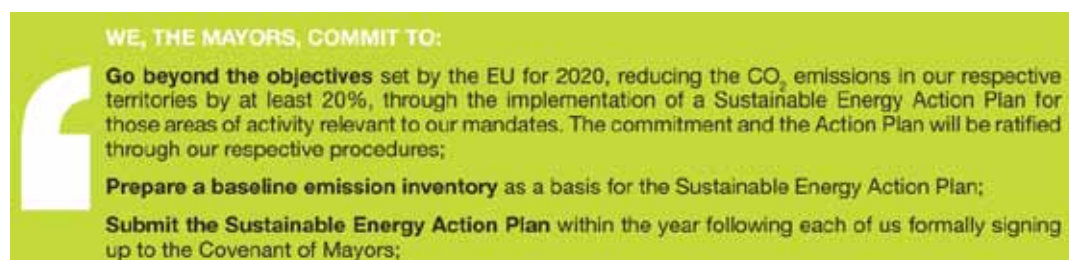 WE, THE MAYORS, COMMIT TO:
Go beyond the objectives set by the EU for 2020, reducing the CO₂ emissions in our respective
territories by at least 20%, through the implementation of a Sustainable Energy Action Plan for
those areas of activity relevant to our mandates. The commitment and the Action Plan will be ratified
through our respective procedures;
Prepare a baseline emission inventory as a basis for the Sustainable Energy Action Plan;
Submit the Sustainable Energy Action Plan within the year following each of us formally signing
up to the Covenant of Mayors;